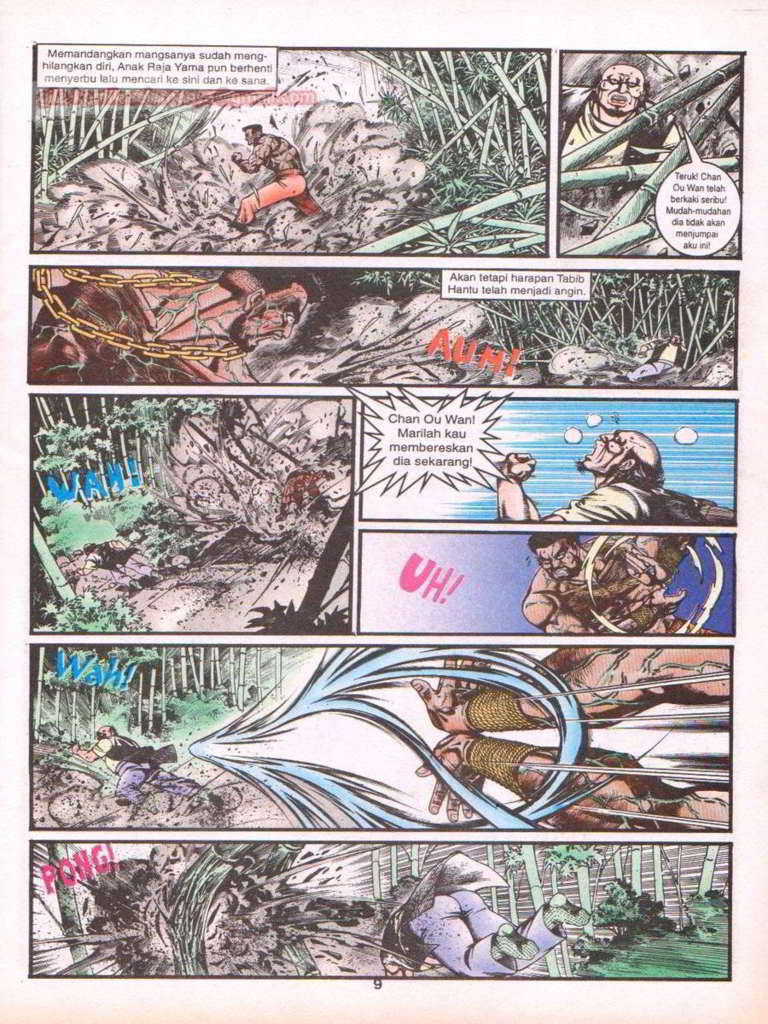 Memandangkan mangsanya sudah meng-
hilangkan diri, Anak Raja Yama pun berhenti
menyerbu lalu mencari ke sini dan ke sana.
Teruk! Chan
Ou Wan telah
berkaki seribu!
Mudah-mudahan
dia tidak akan
menjumpai
aku ini!
Akan tetapi harapan Tabib
Hantu telah menjadi angin.
AUH!
WAH!
Chan Ou Wan!
Marilah kau
membereskan
dia sekarang!
UH!
Wah!
PONG!
9